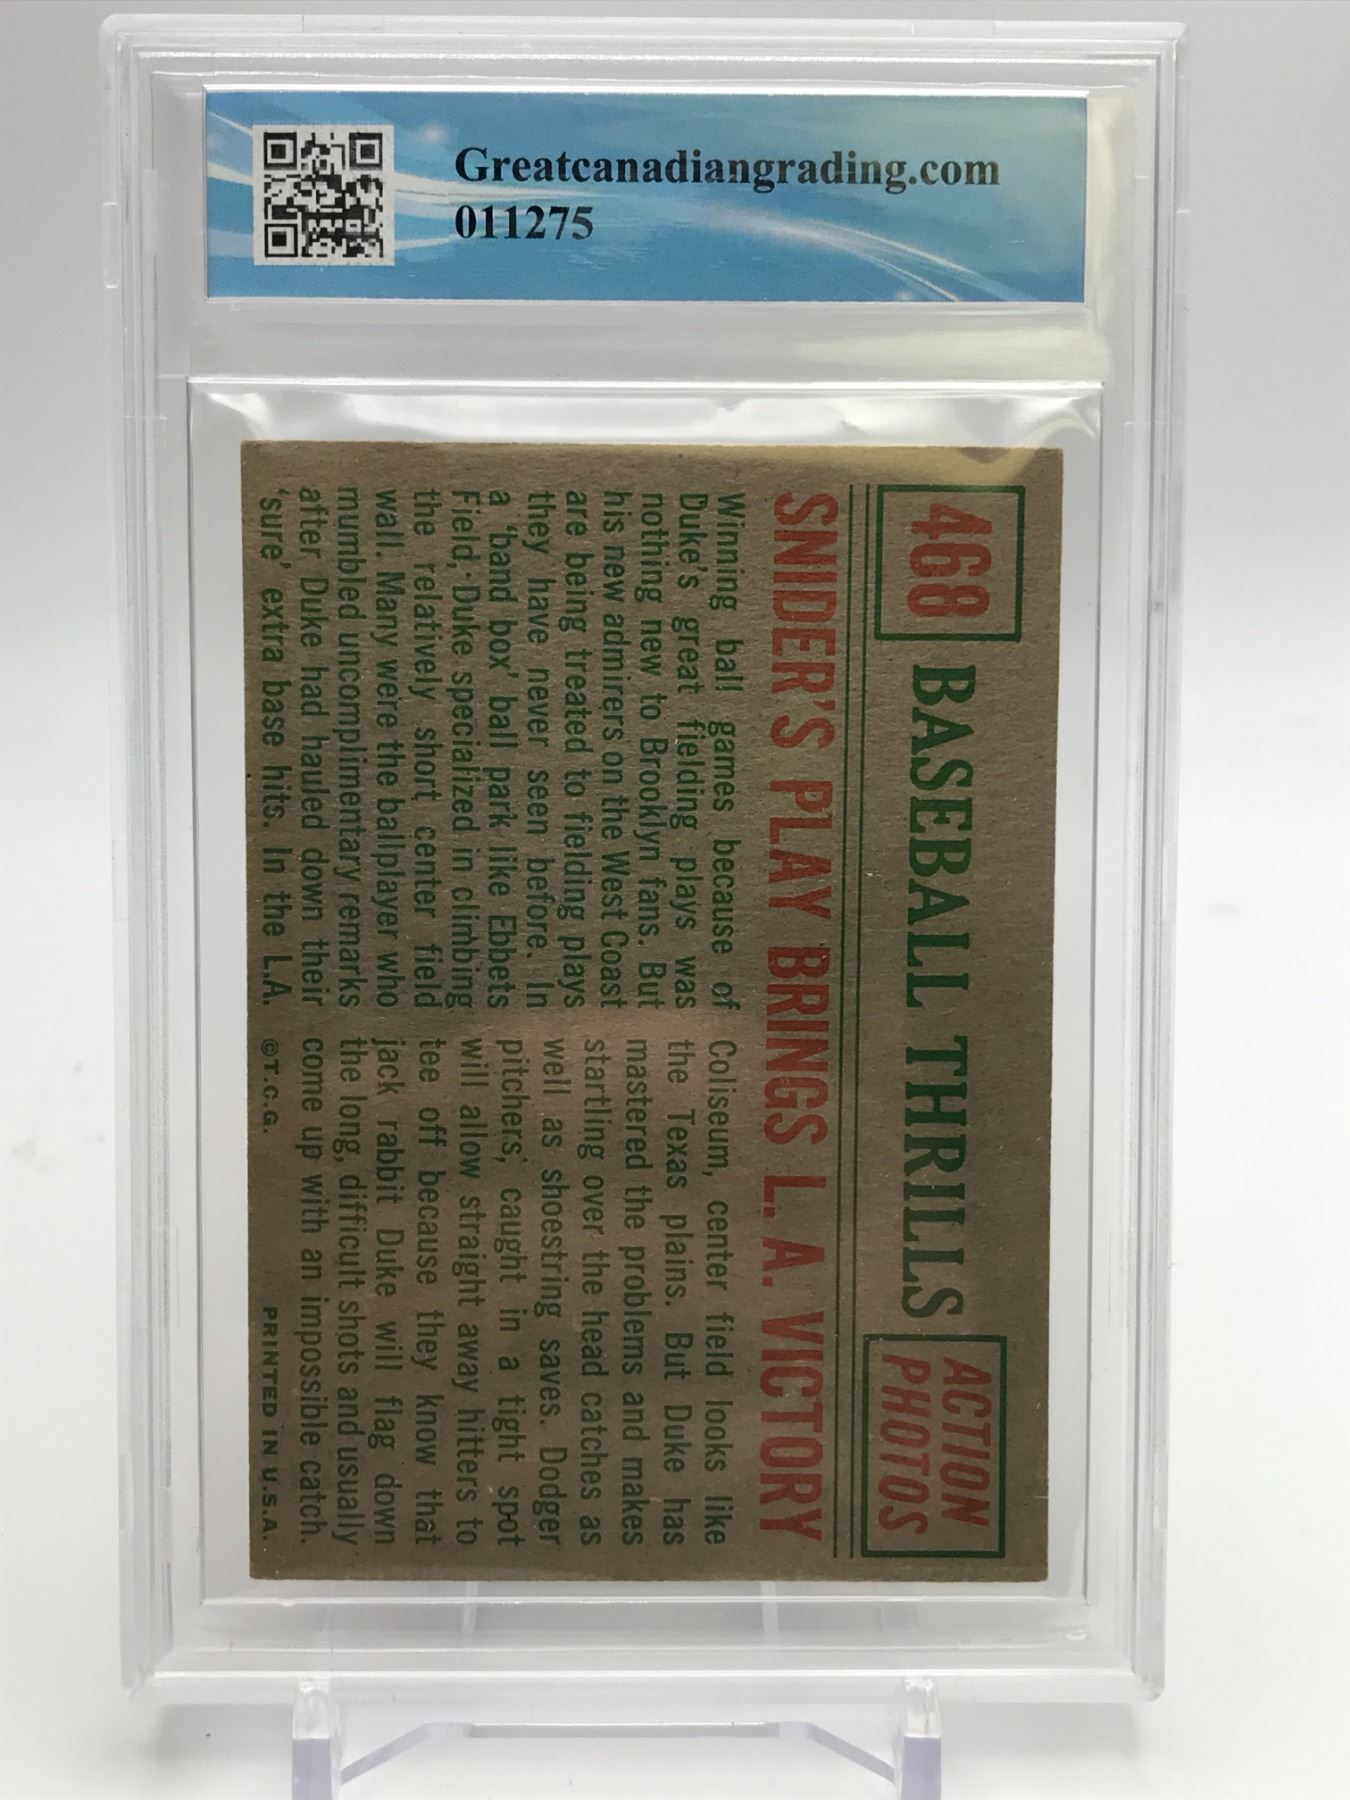 Greatcanadiangrading.com
011275
468 BASEBALL THRILLS ACTION
PHOTOS
SNIDER'S PLAY BRINGS L. A. VICTORY
Winning ball games because of
Duke's great fielding plays was
nothing new to Brooklyn fans. But
his new admirers on the West Coast
are being treated to fielding plays
they have never seen before. In
a 'band box' ball park like Ebbets
Field, Duke specialized in climbing
the relatively short center field
wall. Many were the ballplayer who
mumbled uncomplimentary remarks
after Duke had hauled down their
'sure' extra base hits. In the L.A.
Coliseum, center field looks like
the Texas plains. But Duke has
mastered the problems and makes
startling over the head catches as
well as shoestring saves. Dodger
pitchers, caught in a tight spot
will allow straight away hitters to
tee off because they know that
jack rabbit Duke will flag down
the long, difficult shots and usually
come up with an impossible catch.
©T.C.G. PRINTED IN U.S.A.